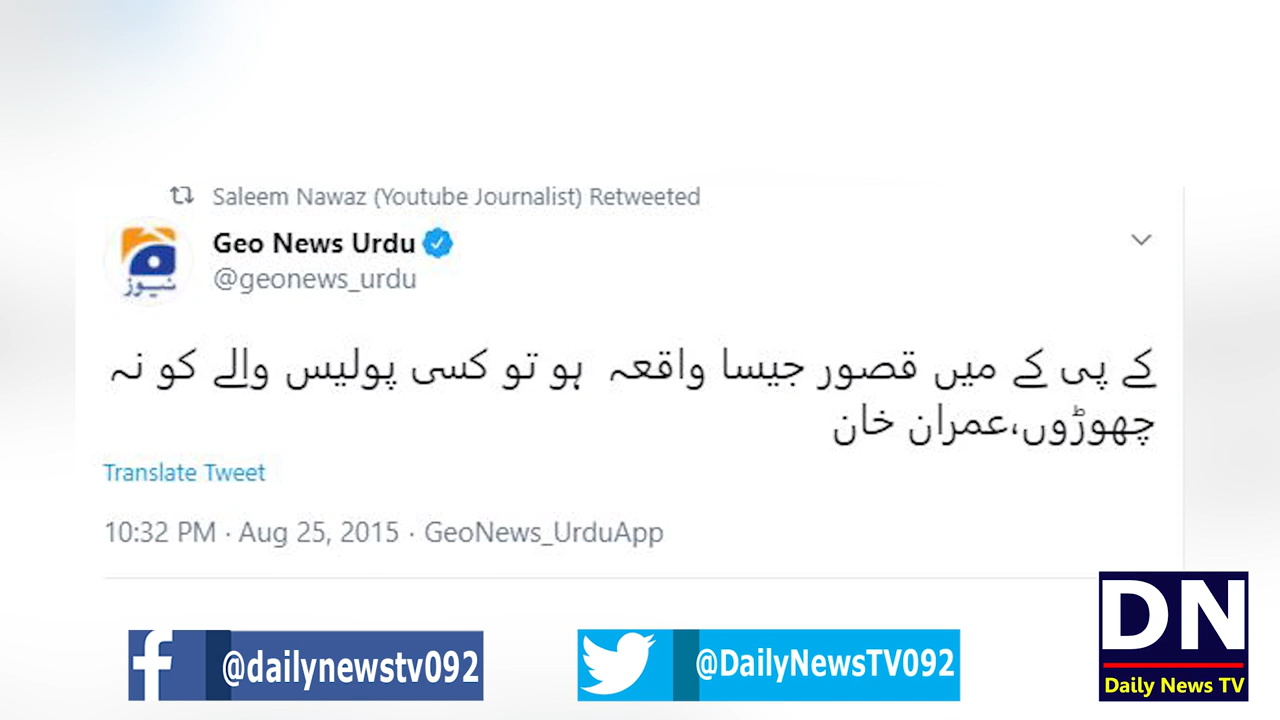 Saleem Nawaz (Youtube Journalist) Retweeted
Geo News Urdu
@geonews_urdu
نیوز
کے پی کے میں قصور جیسا واقعہ ہو تو کسی پولیس والے کو نہ
چھوڑوں،عمران خان
Translate Tweet
10:32 PM · Aug 25, 2015 · GeoNews_UrduApp
@dailynewstv092
@DailyNewsTV092
DN
Daily News TV